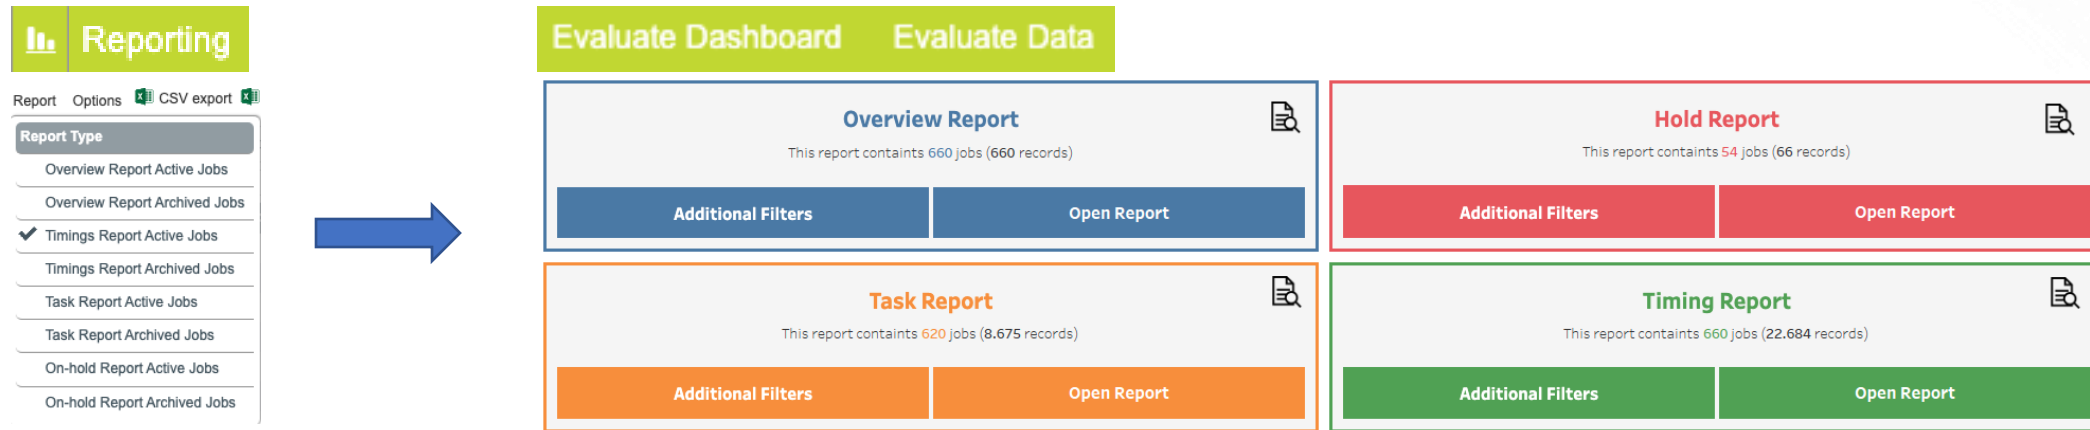 Reporting
Report Options CSV export
Report Type
Overview Report Active Jobs
Overview Report Archived Jobs
Timings Report Active Jobs
Timings Report Archived Jobs
Task Report Active Jobs
Task Report Archived Jobs
On-hold Report Active Jobs
On-hold Report Archived Jobs
Evaluate Dashboard Evaluate Data
Overview Report
This report containts 660 jobs (660 records)
Additional Filters Open Report
Hold Report
This report containts 54 jobs (66 records)
Additional Filters Open Report
Task Report
This report containts 620 jobs (8.675 records)
Additional Filters Open Report
Timing Report
This report containts 660 jobs (22.684 records)
Additional Filters Open Report